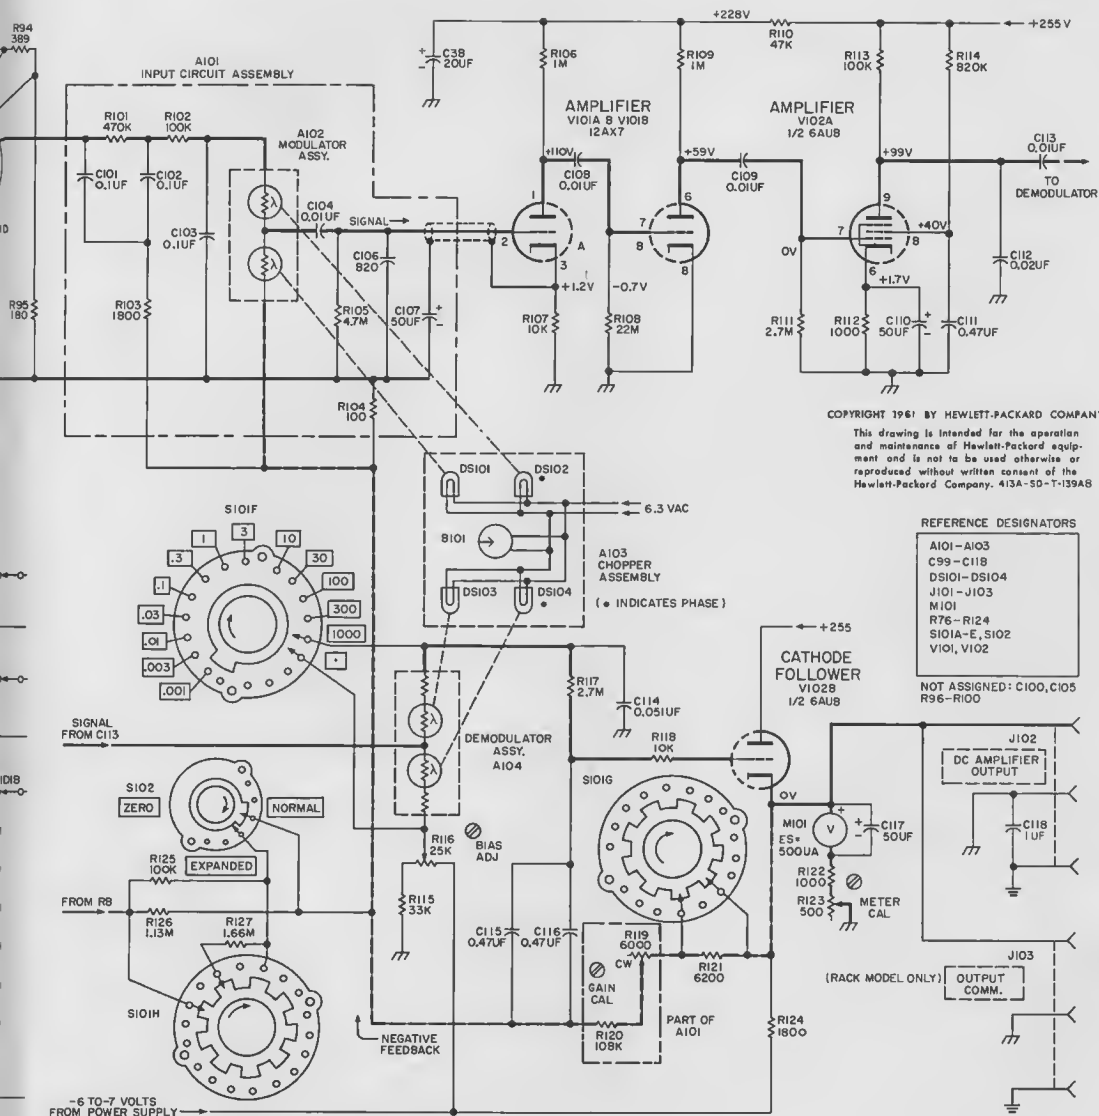 R94
389
A101
INPUT CIRCUIT ASSEMBLY
R101
470K
R102
100K
A102
MODULATOR
ASSY.
C101
0.1UF
C102
0.1UF
C103
0.1UF
R95
180
R103
1800
C104
0.01UF
SIGNAL
C106
820
R105
4.7M
C107
50UF
+
-
R104
100
+228V
+255V
+
-
C38
20UF
R106
1M
R109
1M
R110
47K
R113
100K
R114
820K
AMPLIFIER
V101A & V101B
12AX7
AMPLIFIER
V102A
1/2 6AU8
+110V
C108
0.01UF
+59V
C109
0.01UF
+99V
C113
0.01UF
TO
DEMODULATOR
1
2
A
3
+1.2V
-0.7V
7
8
6
8
0V
7
9
+40V
8
6
+1.7V
C112
0.02UF
R107
10K
R108
22M
R111
2.7M
R112
1000
C110
50UF
+
-
C111
0.47UF
COPYRIGHT 1961 BY HEWLETT-PACKARD COMPANY
This drawing is intended for the operation
and maintenance of Hewlett-Packard equip-
ment and is not to be used otherwise or
reproduced without written consent of the
Hewlett-Packard Company. 413A-SD-T-139AB
DS101
DS102
6.3 VAC
B101
A103
CHOPPER
ASSEMBLY
DS103
DS104
(● INDICATES PHASE)
REFERENCE DESIGNATORS
A101-A103
C99-C118
DS101-DS104
J101-J103
M101
R76-R124
S101A-E, S102
V101, V102
NOT ASSIGNED: C100, C105
R96-R100
S101F
.001
.003
.01
.03
.1
.3
1
3
10
30
100
300
1000
+255
CATHODE
FOLLOWER
V102B
1/2 6AU8
R117
2.7M
C114
0.051UF
R118
10K
SIGNAL
FROM C113
DEMODULATOR
ASSY.
A104
101B
S102
ZERO
NORMAL
EXPANDED
R125
100K
FROM R8
R126
1.13M
R127
1.66M
S101H
R116
25K
BIAS
ADJ
R115
33K
S101G
0V
M101
V
ES=
500UA
+
+
-
C117
50UF
R122
1000
R123
500
METER
CAL
J102
DC AMPLIFIER
OUTPUT
C118
1UF
C115
0.47UF
C116
0.47UF
R119
6000
CW
GAIN
CAL
R120
108K
R121
6200
PART OF
A101
R124
1800
(RACK MODEL ONLY)
J103
OUTPUT
COMM.
NEGATIVE
FEEDBACK
-6 TO-7 VOLTS
FROM POWER SUPPLY